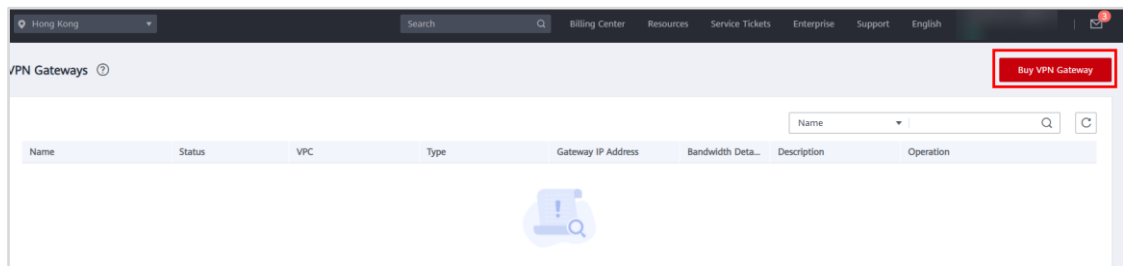 Hong Kong Search Billing Center Resources Service Tickets Enterprise Support English 3
VPN Gateways ? Buy VPN Gateway
Name
Name Status VPC Type Gateway IP Address Bandwidth Deta... Description Operation
!